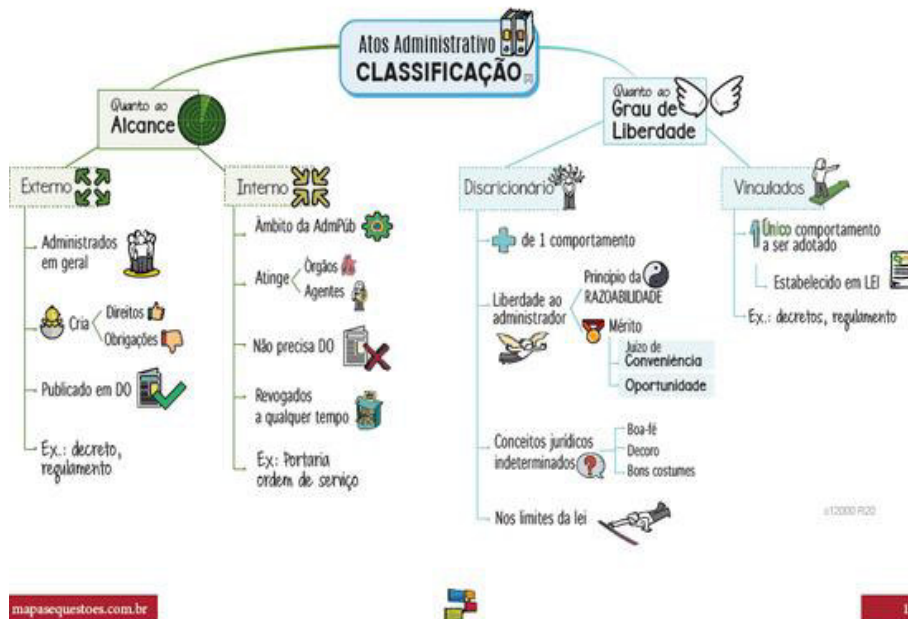 Atos Administrativo
CLASSIFICAÇÃO
Quanto ao
Alcance
Externo
Administrados
em geral
Cria
Direitos
Obrigações
Publicado em DO
Ex.: decreto,
regulamento
Interno
Âmbito da AdmPúb
Atinge
Órgãos
Agentes
Não precisa DO
Revogados
a qualquer tempo
Ex: Portaria
ordem de serviço
Quanto ao
Grau de
Liberdade
Discricionário
de 1 comportamento
Liberdade ao
administrador
Princípio da
RAZOABILIDADE
Mérito
Juízo de
Conveniência
Oportunidade
Conceitos jurídicos
indeterminados
Boa-fé
Decoro
Bons costumes
Nos limites da lei
Vinculados
Único comportamento
a ser adotado
Estabelecido em LEI
Ex.: decretos, regulamento
mapasequestoes.com.br
1